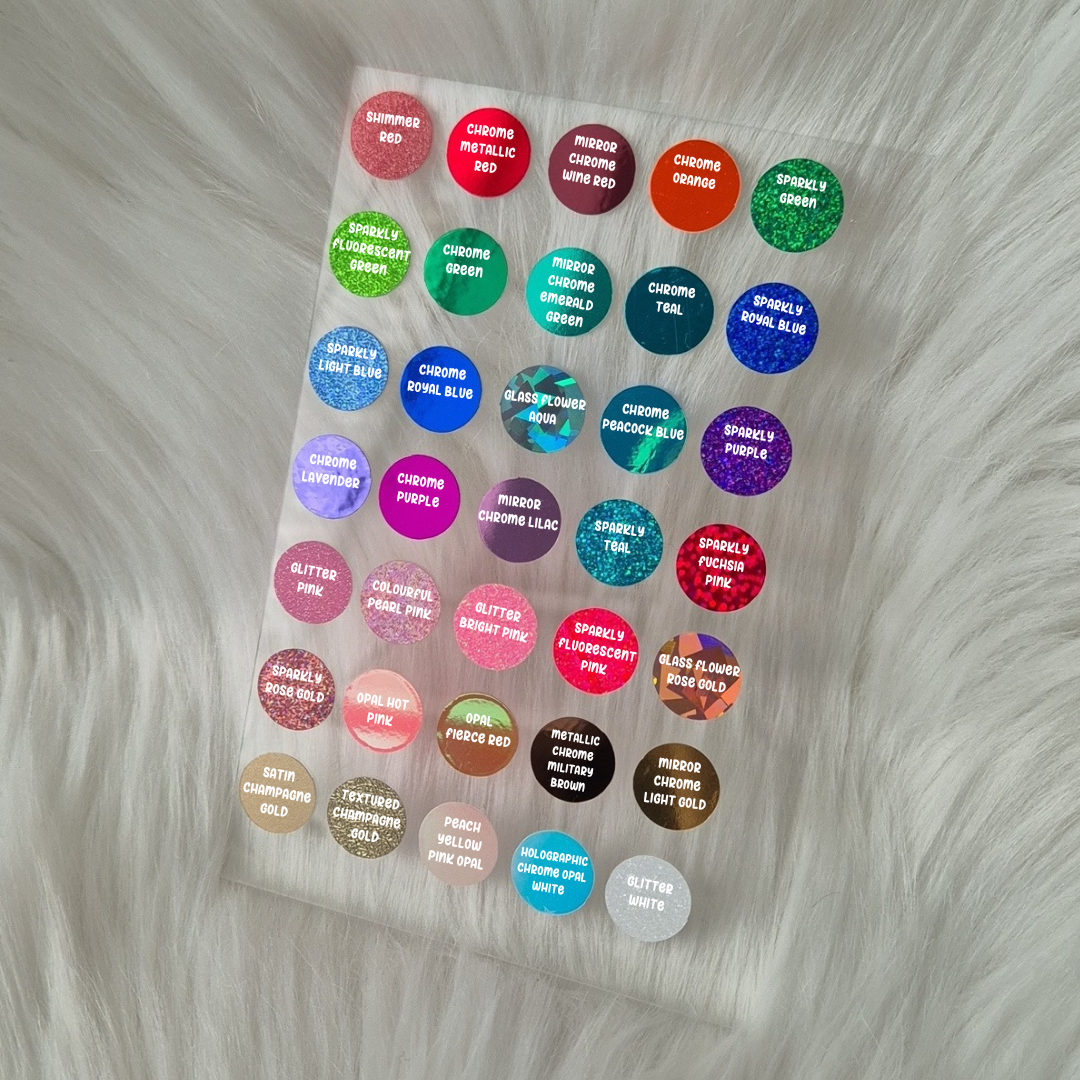 SHIMMER
RED
CHROME
METALLIC
RED
MIRROR
CHROME
WINE RED
CHROME
ORANGE
SPARKLY
GREEN
SPARKLY
FLUORESCENT
GREEN
CHROME
GREEN
MIRROR
CHROME
EMERALD
GREEN
CHROME
TEAL
SPARKLY
ROYAL BLUE
SPARKLY
LIGHT BLUE
CHROME
ROYAL BLUE
GLASS FLOWER
AQUA
CHROME
PEACOCK BLUE
SPARKLY
PURPLE
CHROME
LAVENDER
CHROME
PURPLE
MIRROR
CHROME LILAC
SPARKLY
TEAL
SPARKLY
FUCHSIA
PINK
GLITTER
PINK
COLOURFUL
PEARL PINK
GLITTER
BRIGHT PINK
SPARKLY
FLUORESCENT
PINK
GLASS FLOWER
ROSE GOLD
SPARKLY
ROSE GOLD
OPAL HOT
PINK
OPAL
FIERCE RED
METALLIC
CHROME
MILITARY
BROWN
MIRROR
CHROME
LIGHT GOLD
SATIN
CHAMPAGNE
GOLD
TEXTURED
CHAMPAGNE
GOLD
PEACH
YELLOW
PINK OPAL
HOLOGRAPHIC
CHROME OPAL
WHITE
GLITTER
WHITE